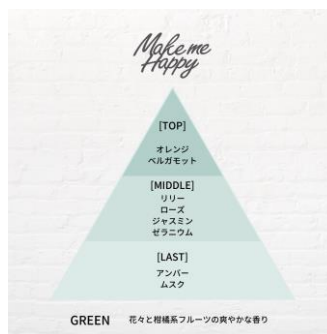 Make me
Happy
[TOP]
オレンジ
ベルガモット
[MIDDLE]
リリー
ローズ
ジャスミン
ゼラニウム
[LAST]
アンバー
ムスク
GREEN 花々と柑橘系フルーツの爽やかな香り